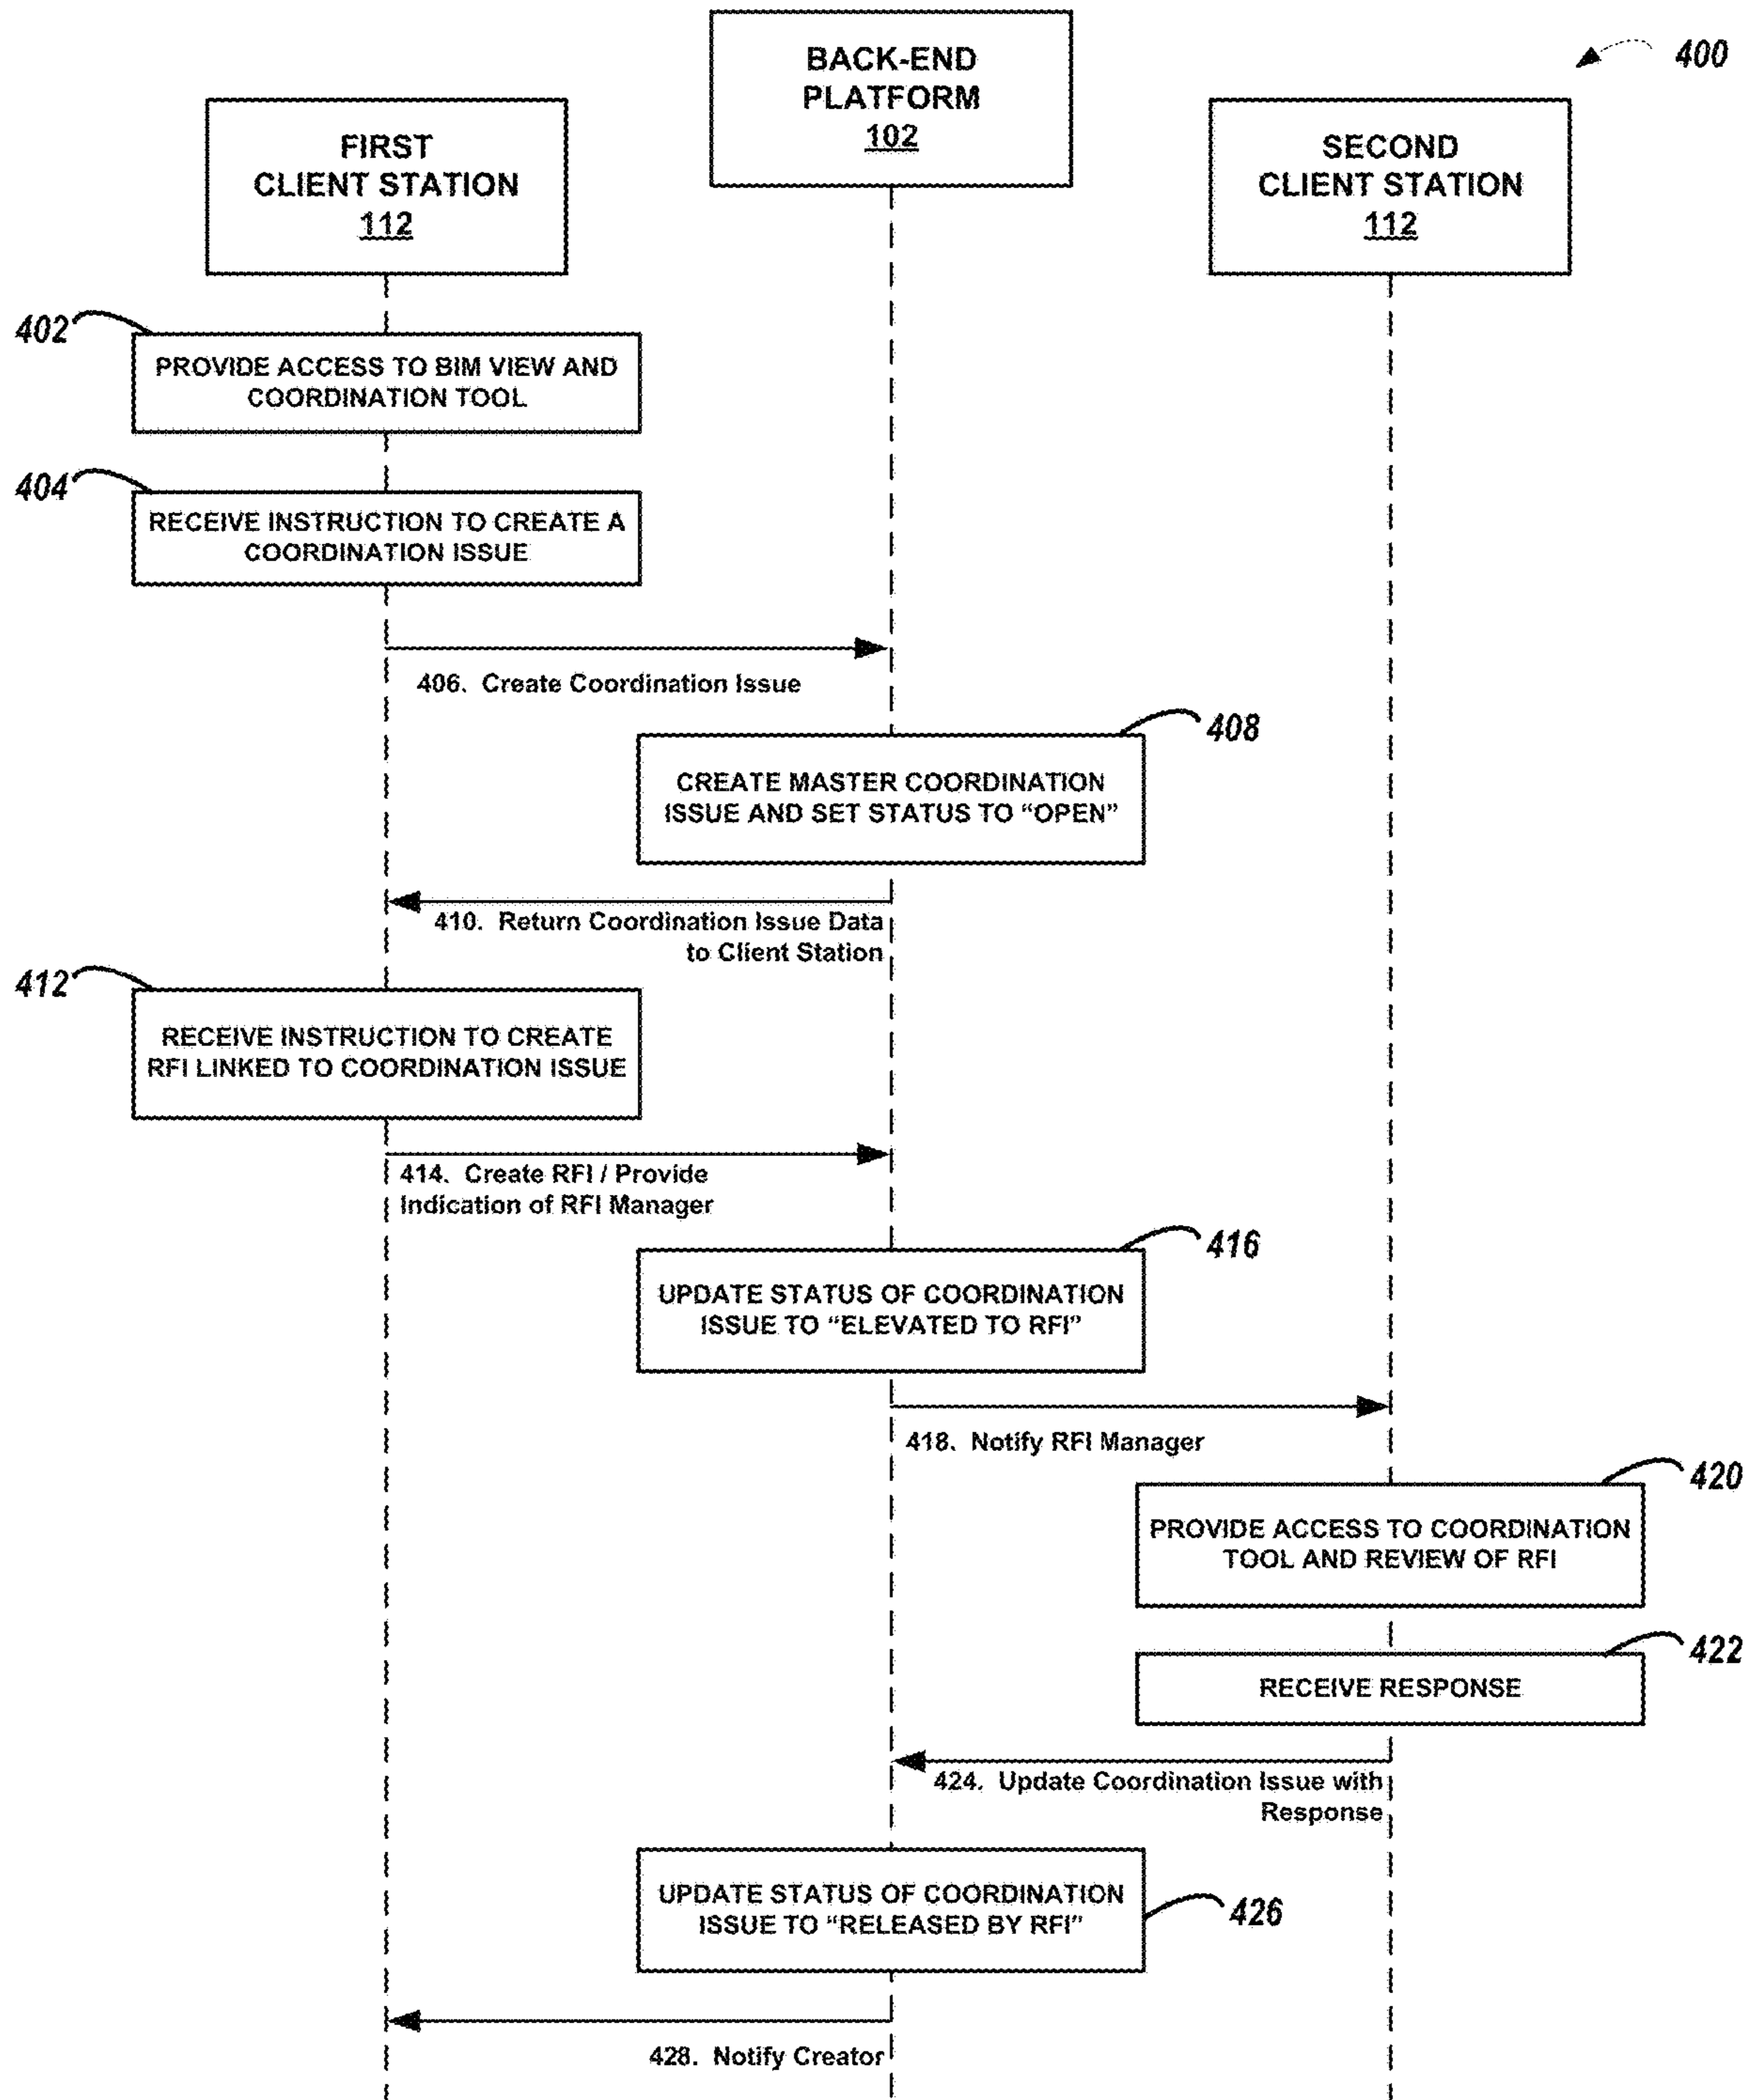 400
BACK-END
PLATFORM
102
FIRST
CLIENT STATION
112
SECOND
CLIENT STATION
112
402
PROVIDE ACCESS TO BIM VIEW AND
COORDINATION TOOL
404
RECEIVE INSTRUCTION TO CREATE A
COORDINATION ISSUE
406. Create Coordination Issue
408
CREATE MASTER COORDINATION
ISSUE AND SET STATUS TO “OPEN”
410. Return Coordination Issue Data
to Client Station
412
RECEIVE INSTRUCTION TO CREATE
RFI LINKED TO COORDINATION ISSUE
414. Create RFI / Provide
Indication of RFI Manager
416
UPDATE STATUS OF COORDINATION
ISSUE TO “ELEVATED TO RFI”
418. Notify RFI Manager
420
PROVIDE ACCESS TO COORDINATION
TOOL AND REVIEW OF RFI
422
RECEIVE RESPONSE
424. Update Coordination Issue with
Response
UPDATE STATUS OF COORDINATION
ISSUE TO “RELEASED BY RFI”
426
428. Notify Creator